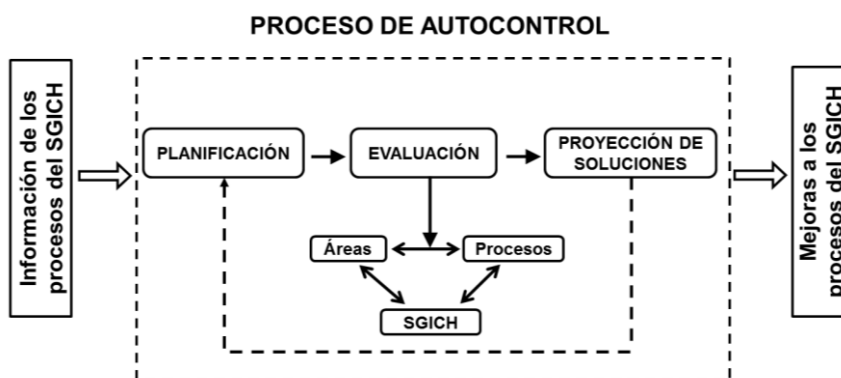 PROCESO DE AUTOCONTROL
Información de los
procesos del SGICH
PLANIFICACIÓN
EVALUACIÓN
PROYECCIÓN DE
SOLUCIONES
Áreas
Procesos
SGICH
Mejoras a los
procesos del SGICH